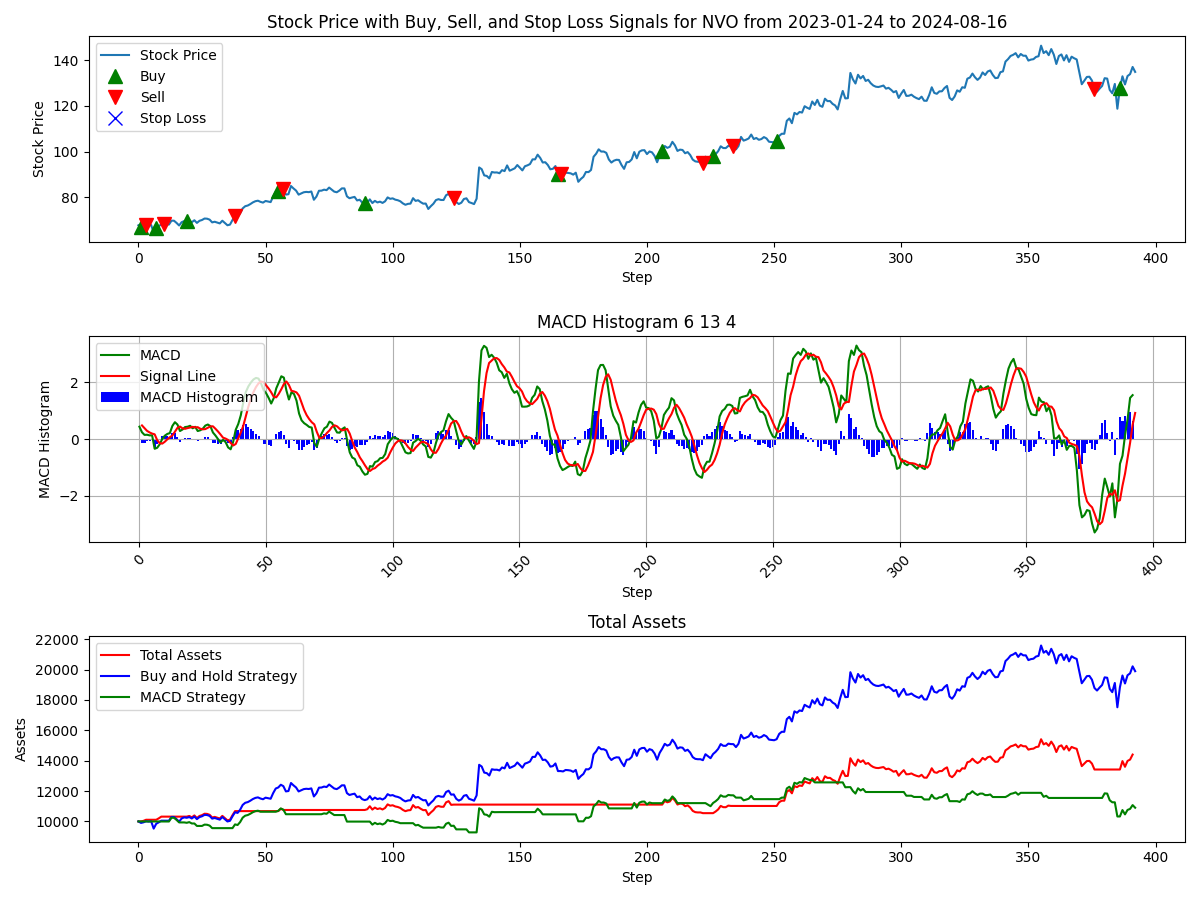 Stock Price with Buy, Sell, and Stop Loss Signals for NVO from 2023-01-24 to 2024-08-16
Stock Price
Buy
Sell
Stop Loss
140
120
100
80
Stock Price
0 50 100 150 200 250 300 350 400
Step
MACD Histogram 6 13 4
MACD
Signal Line
MACD Histogram
2
0
−2
MACD Histogram
0 50 100 150 200 250 300 350 400
Step
Total Assets
Total Assets
Buy and Hold Strategy
MACD Strategy
22000
20000
18000
16000
14000
12000
10000
Assets
0 50 100 150 200 250 300 350 400
Step